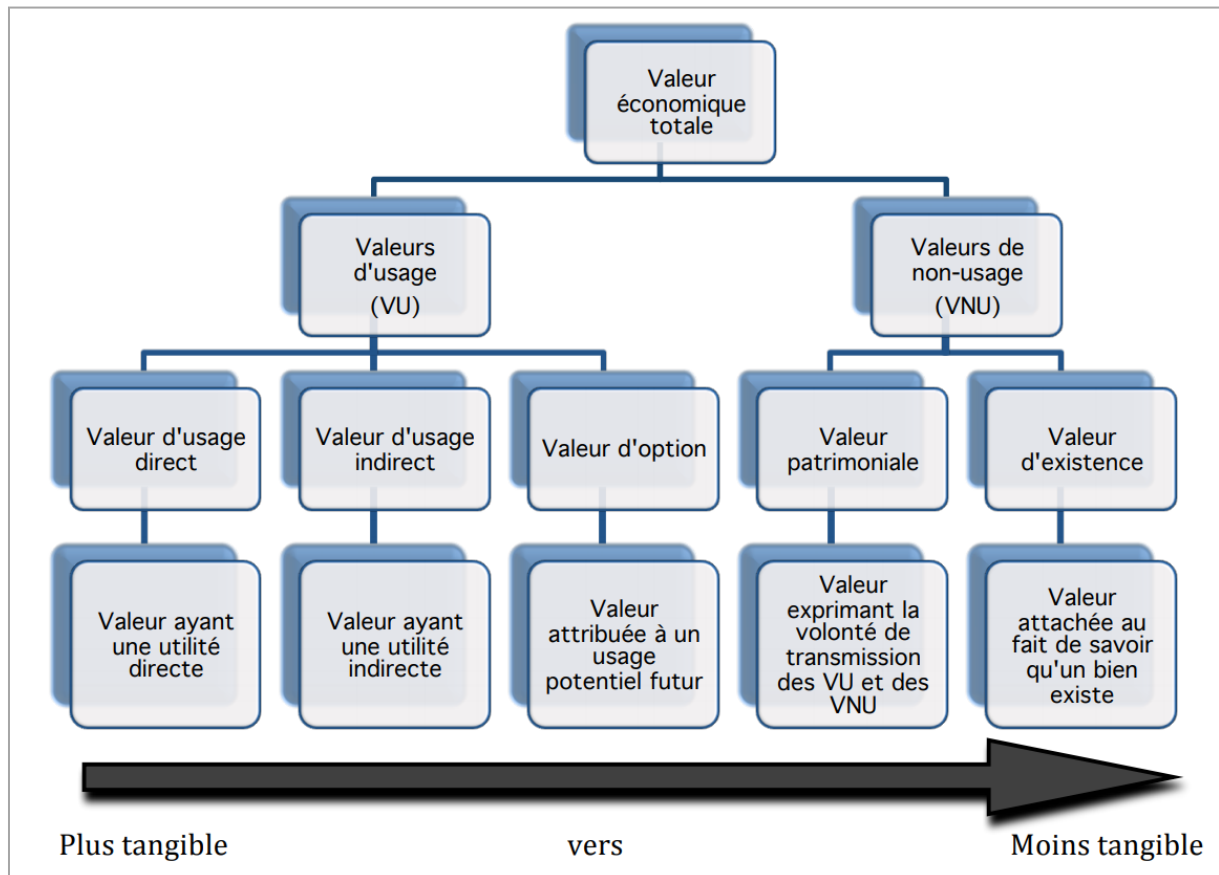 Valeur
économique
totale
Valeurs
d'usage
(VU)
Valeurs de
non-usage
(VNU)
Valeur d'usage
direct
Valeur d'usage
indirect
Valeur d'option
Valeur
patrimoniale
Valeur
d'existence
Valeur ayant
une utilité
directe
Valeur ayant
une utilité
indirecte
Valeur
attribuée à un
usage
potentiel futur
Valeur
exprimant la
volonté de
transmission
des VU et des
VNU
Valeur
attachée au
fait de savoir
qu'un bien
existe
Plus tangible vers Moins tangible